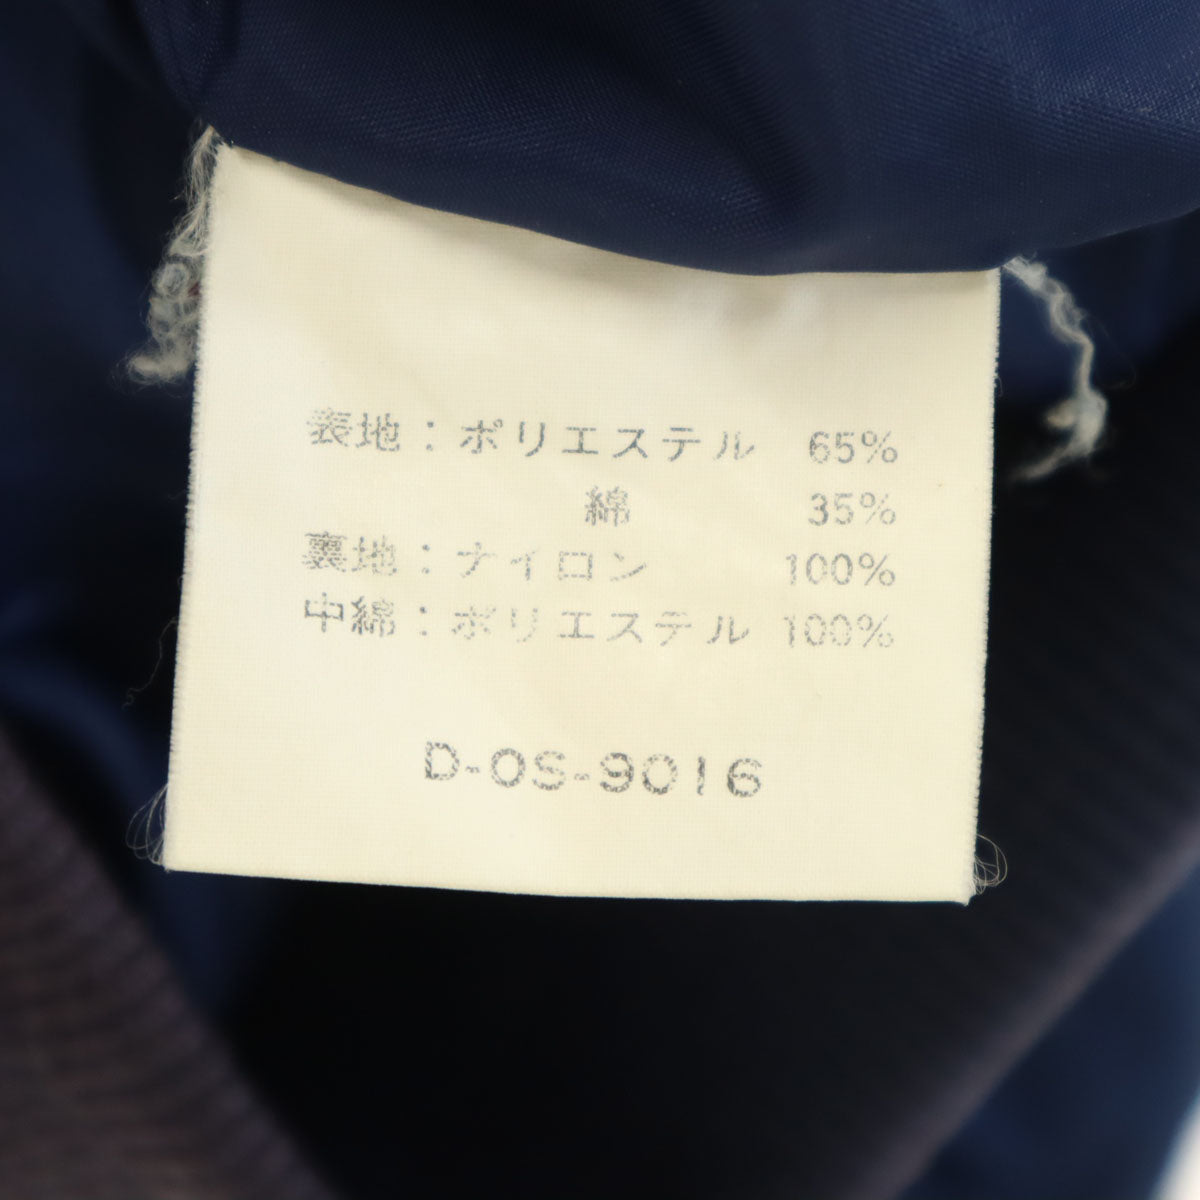 表地：ポリエステル 65%
綿 35%
裏地：ナイロン 100%
中綿：ポリエステル 100%
D-OS-9016